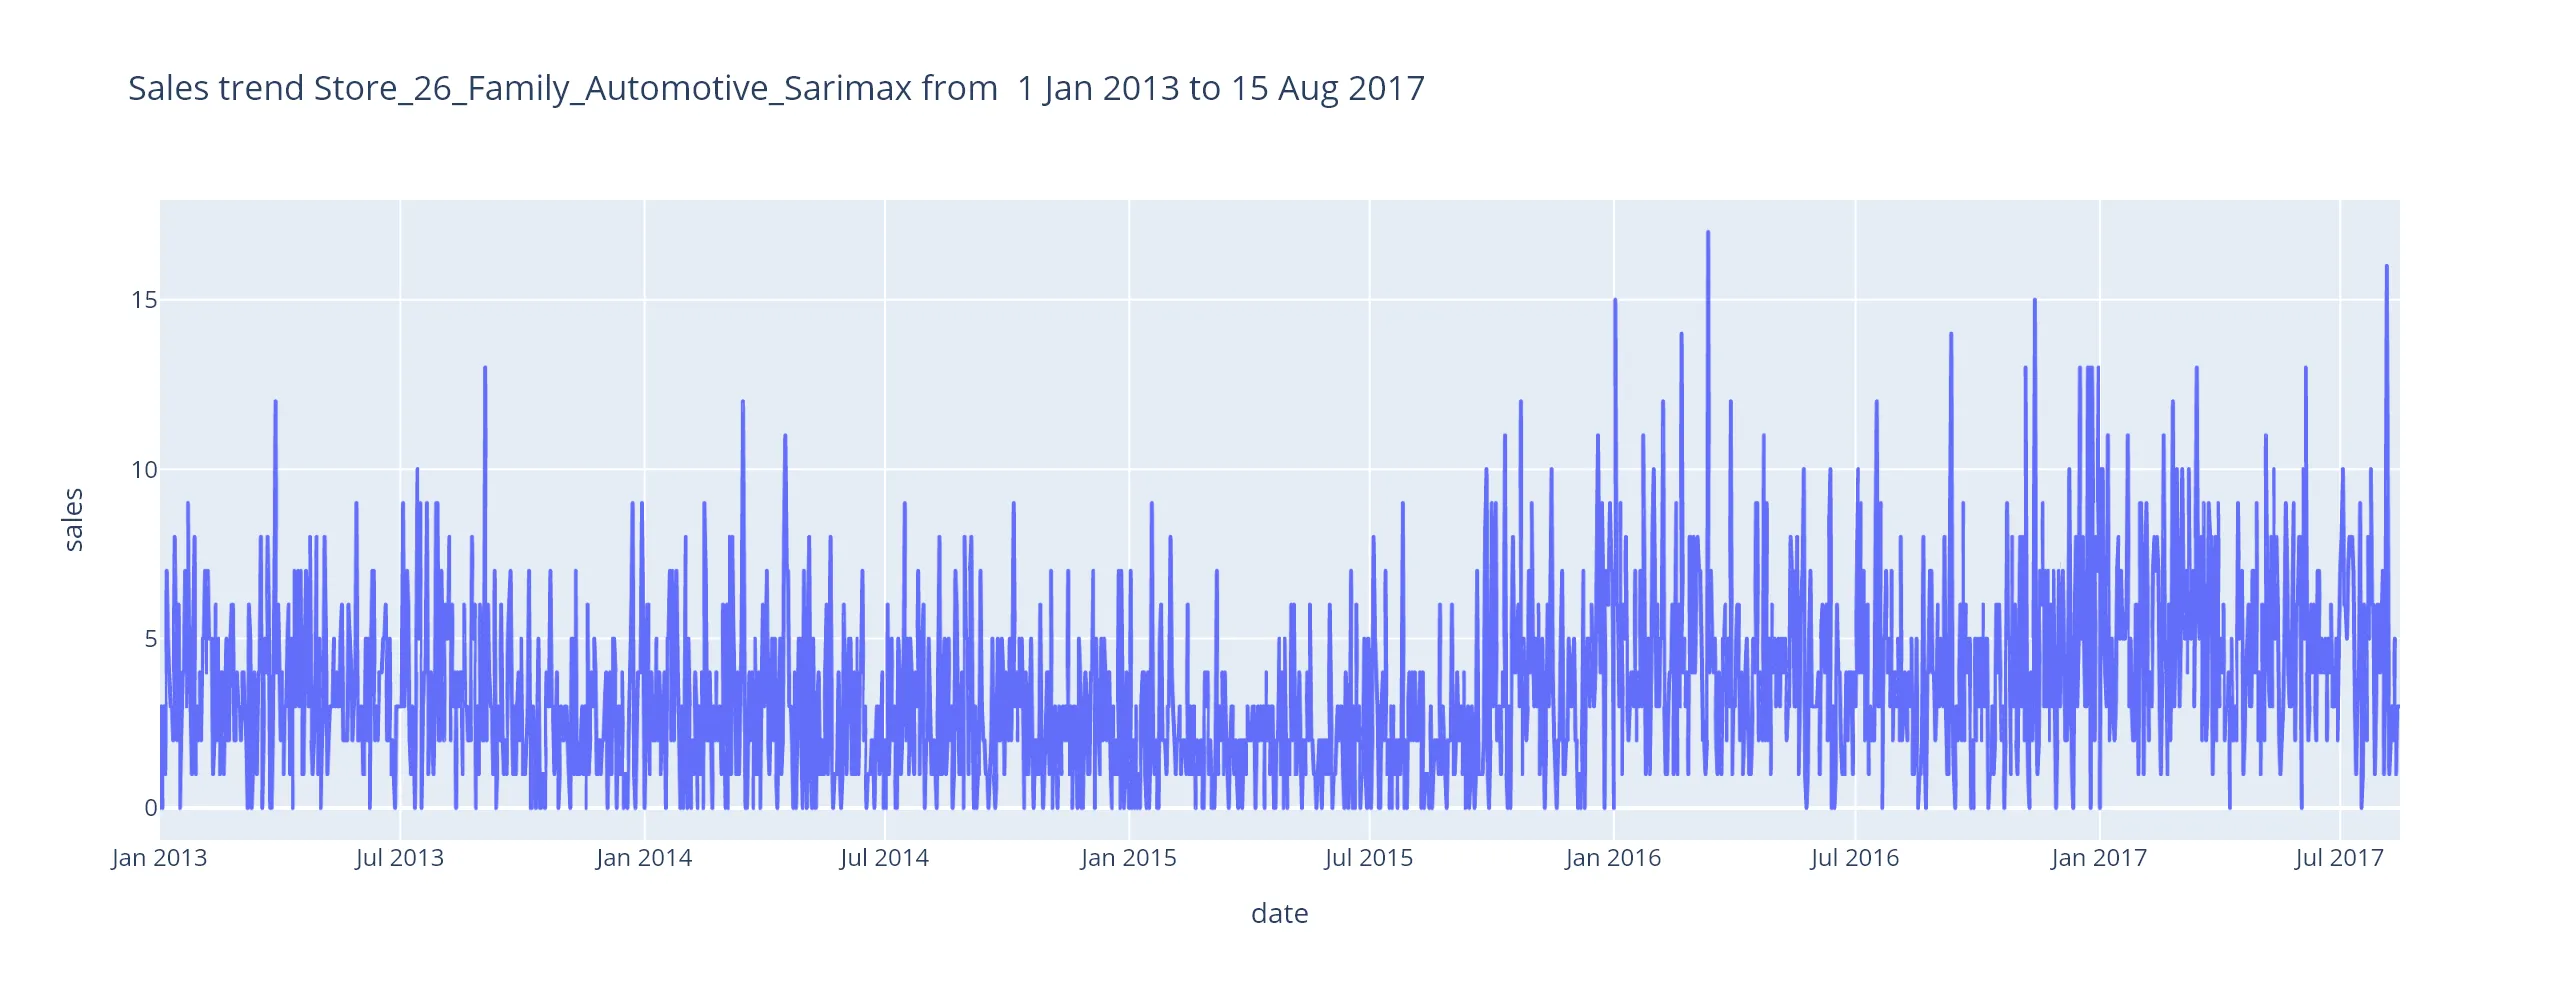 Sales trend Store_26_Family_Automotive_Sarimax from  1 Jan 2013 to 15 Aug 2017
15
10
5
0
sales
Jan 2013
Jul 2013
Jan 2014
Jul 2014
Jan 2015
Jul 2015
Jan 2016
Jul 2016
Jan 2017
Jul 2017
date